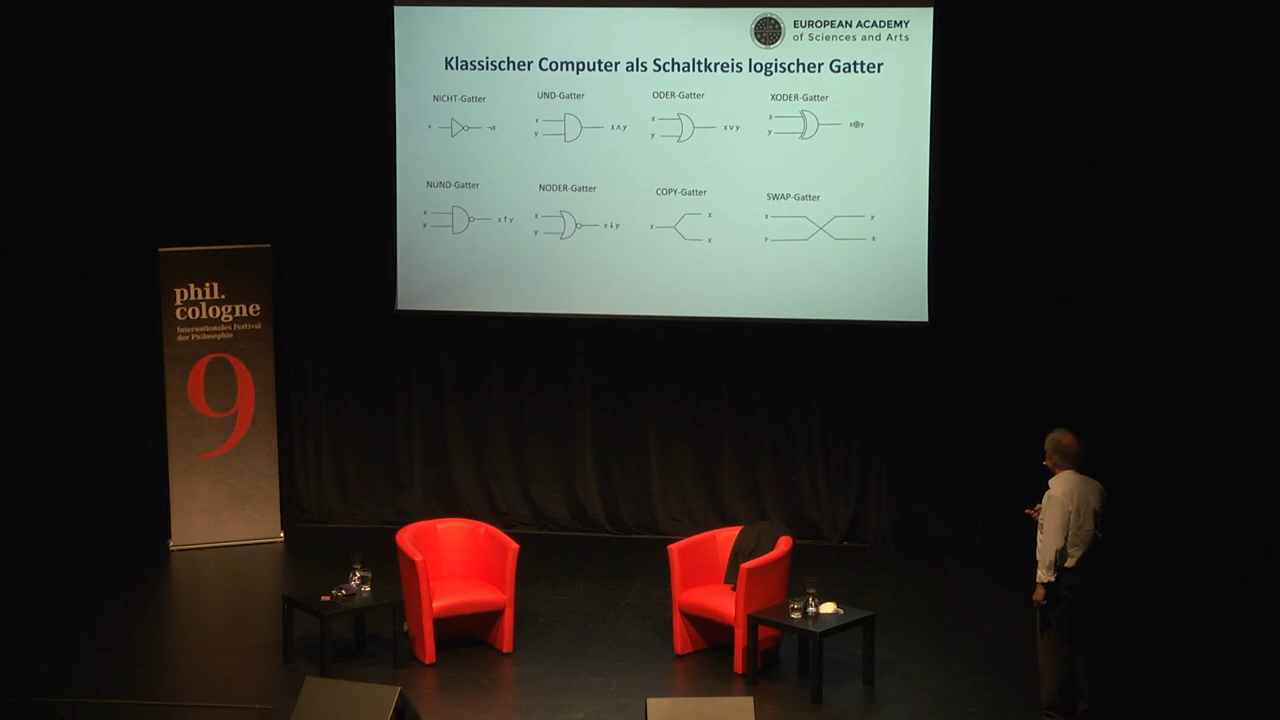 EUROPEAN ACADEMY
of Sciences and Arts
Klassischer Computer als Schaltkreis logischer Gatter
NICHT-Gatter
x
¬x
UND-Gatter
x
y
x∧y
ODER-Gatter
x
y
x∨y
XODER-Gatter
x
y
x⊕y
NUND-Gatter
x
y
x↑y
NODER-Gatter
x
y
x↓y
COPY-Gatter
x
x
x
SWAP-Gatter
x
y
y
x
phil.
cologne
Internationales Festival
der Philosophie
9